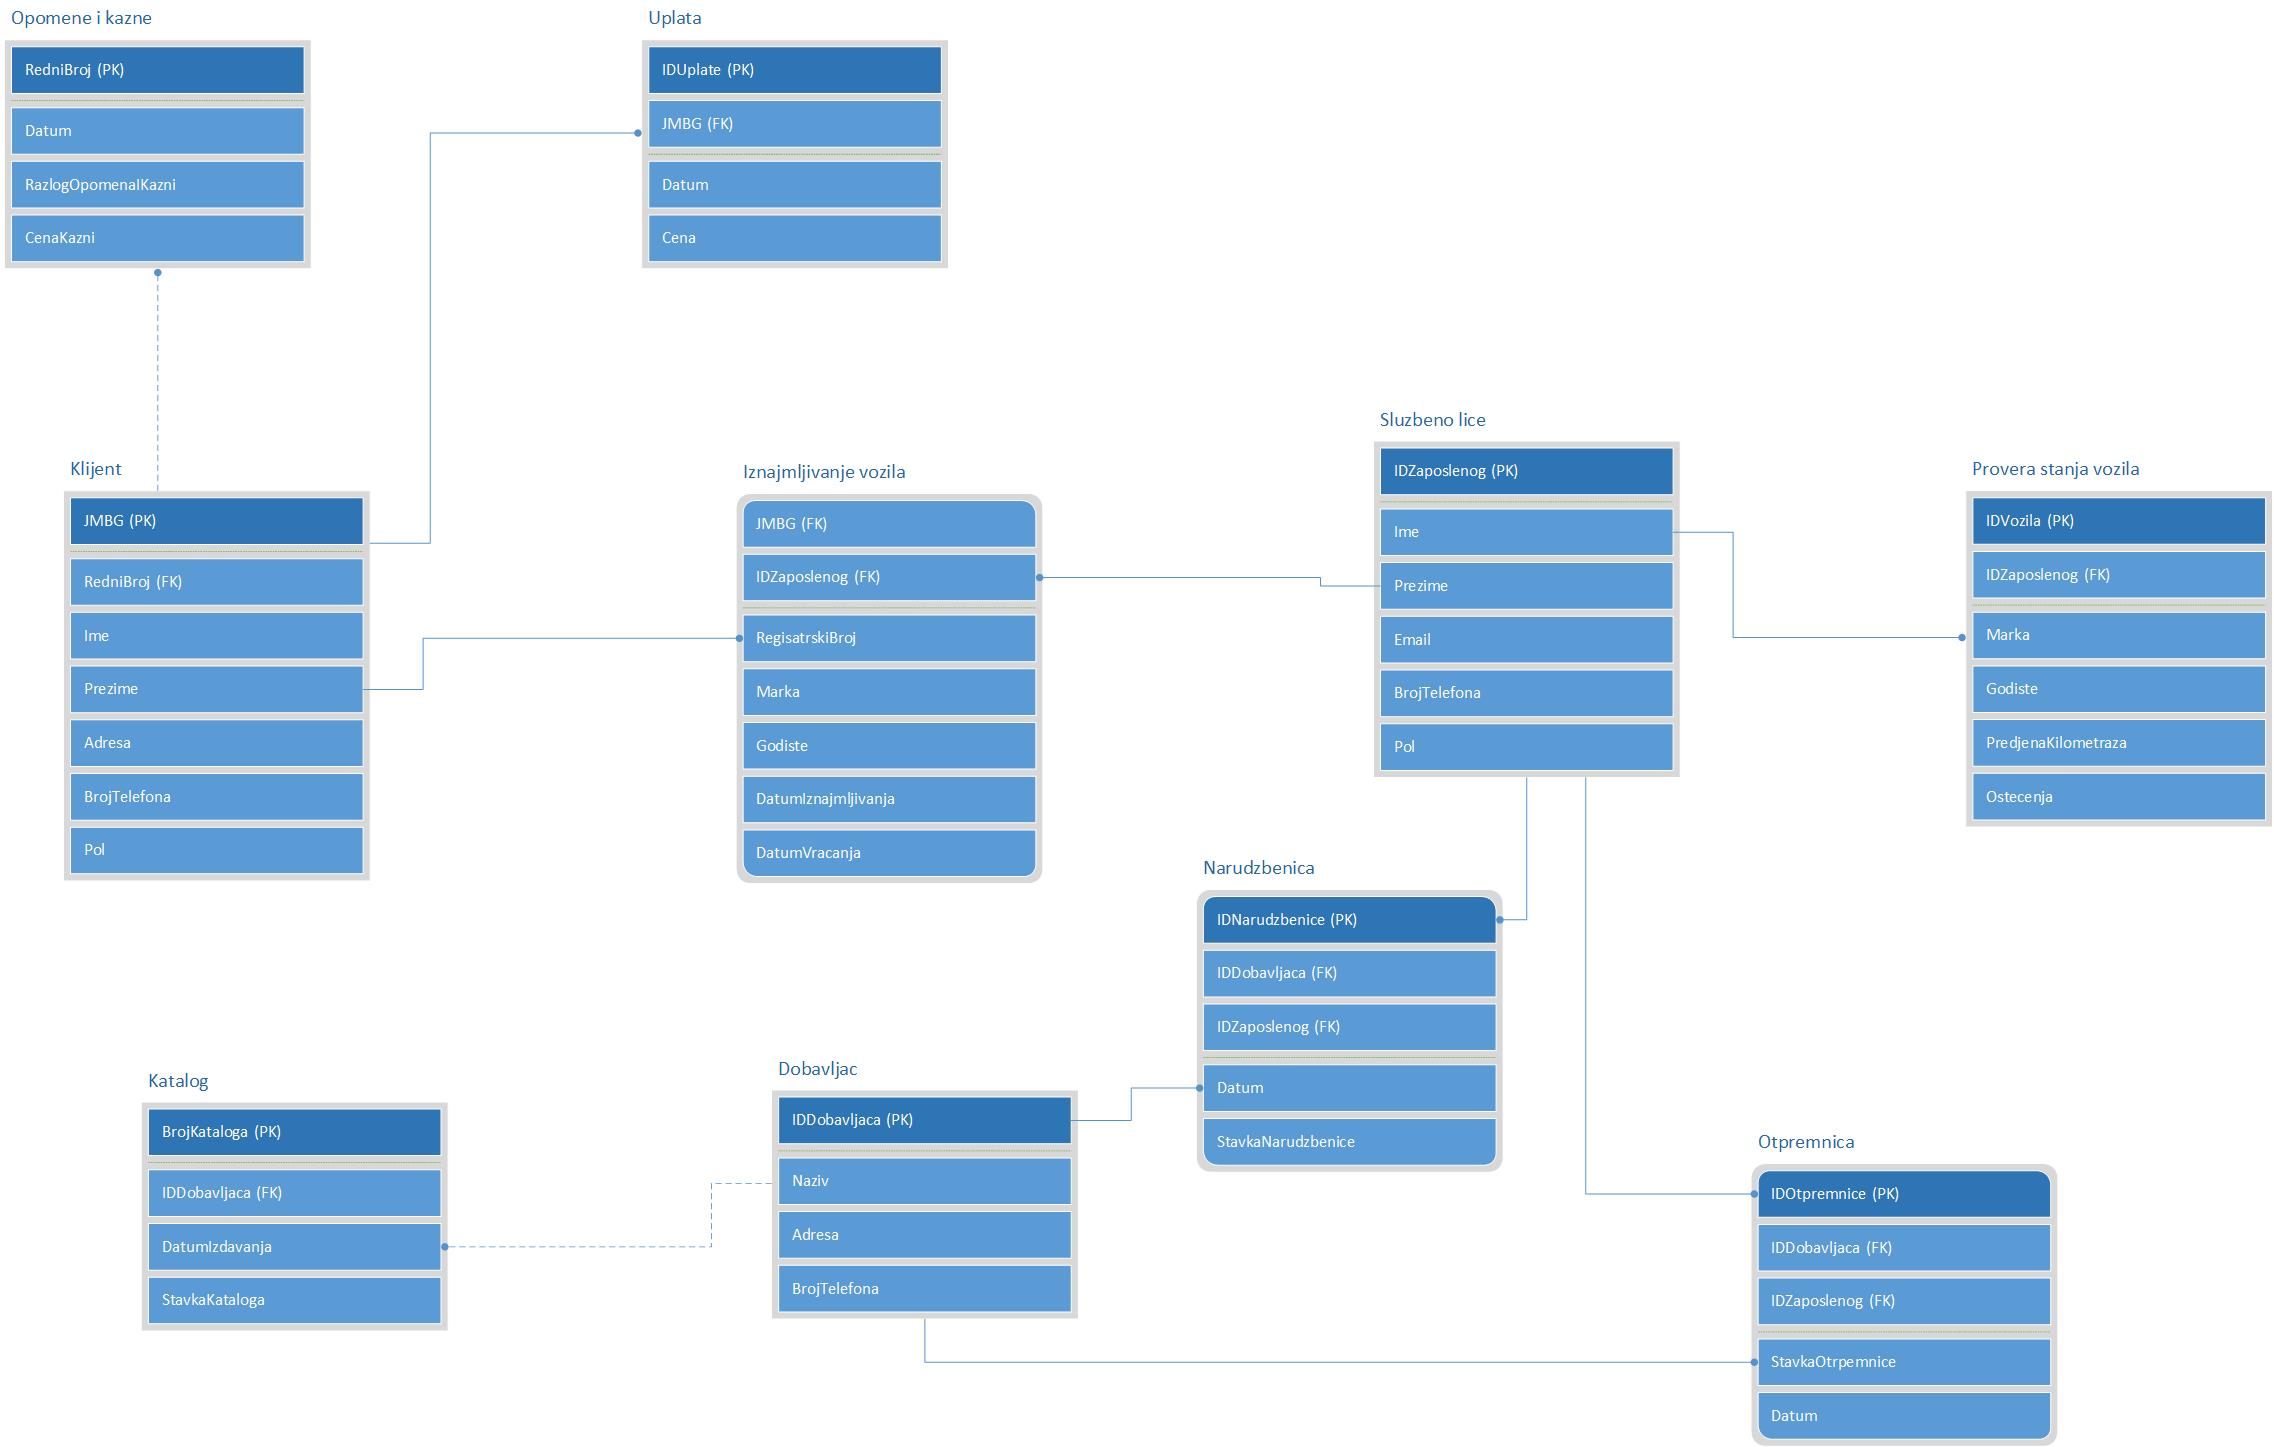 Opomene i kazne
RedniBroj (PK)
Datum
RazlogOpomenaIKazni
CenaKazni
Uplata
IDUplate (PK)
JMBG (FK)
Datum
Cena
Klijent
JMBG (PK)
RedniBroj (FK)
Ime
Prezime
Adresa
BrojTelefona
Pol
Iznajmljivanje vozila
JMBG (FK)
IDZaposlenog (FK)
RegisatrskiBroj
Marka
Godiste
DatumIznajmljivanja
DatumVracanja
Sluzbeno lice
IDZaposlenog (PK)
Ime
Prezime
Email
BrojTelefona
Pol
Provera stanja vozila
IDVozila (PK)
IDZaposlenog (FK)
Marka
Godiste
PredjenaKilometraza
Ostecenja
Narudzbenica
IDNarudzbenice (PK)
IDDobavljaca (FK)
IDZaposlenog (FK)
Datum
StavkaNarudzbenice
Katalog
BrojKataloga (PK)
IDDobavljaca (FK)
DatumIzdavanja
StavkaKataloga
Dobavljac
IDDobavljaca (PK)
Naziv
Adresa
BrojTelefona
Otpremnica
IDOtpremnice (PK)
IDDobavljaca (FK)
IDZaposlenog (FK)
StavkaOtrpemnice
Datum